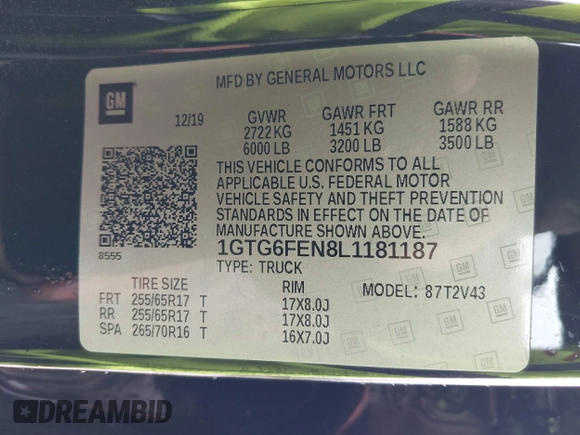 MFD BY GENERAL MOTORS LLC
GM
12/19 GVWR GAWR FRT GAWR RR
2722 KG 1451 KG 1588 KG
6000 LB 3200 LB 3500 LB
THIS VEHICLE CONFORMS TO ALL
APPLICABLE U.S. FEDERAL MOTOR
VEHICLE SAFETY AND THEFT PREVENTION
STANDARDS IN EFFECT ON THE DATE OF
MANUFACTURE SHOWN ABOVE.
8555
1GTG6FEN8L1181187
TYPE: TRUCK
TIRE SIZE RIM MODEL: 87T2V43
FRT 255/65R17 T 17X8.0J
RR 255/65R17 T 17X8.0J
SPA 265/70R16 T 16X7.0J
DREAMBID